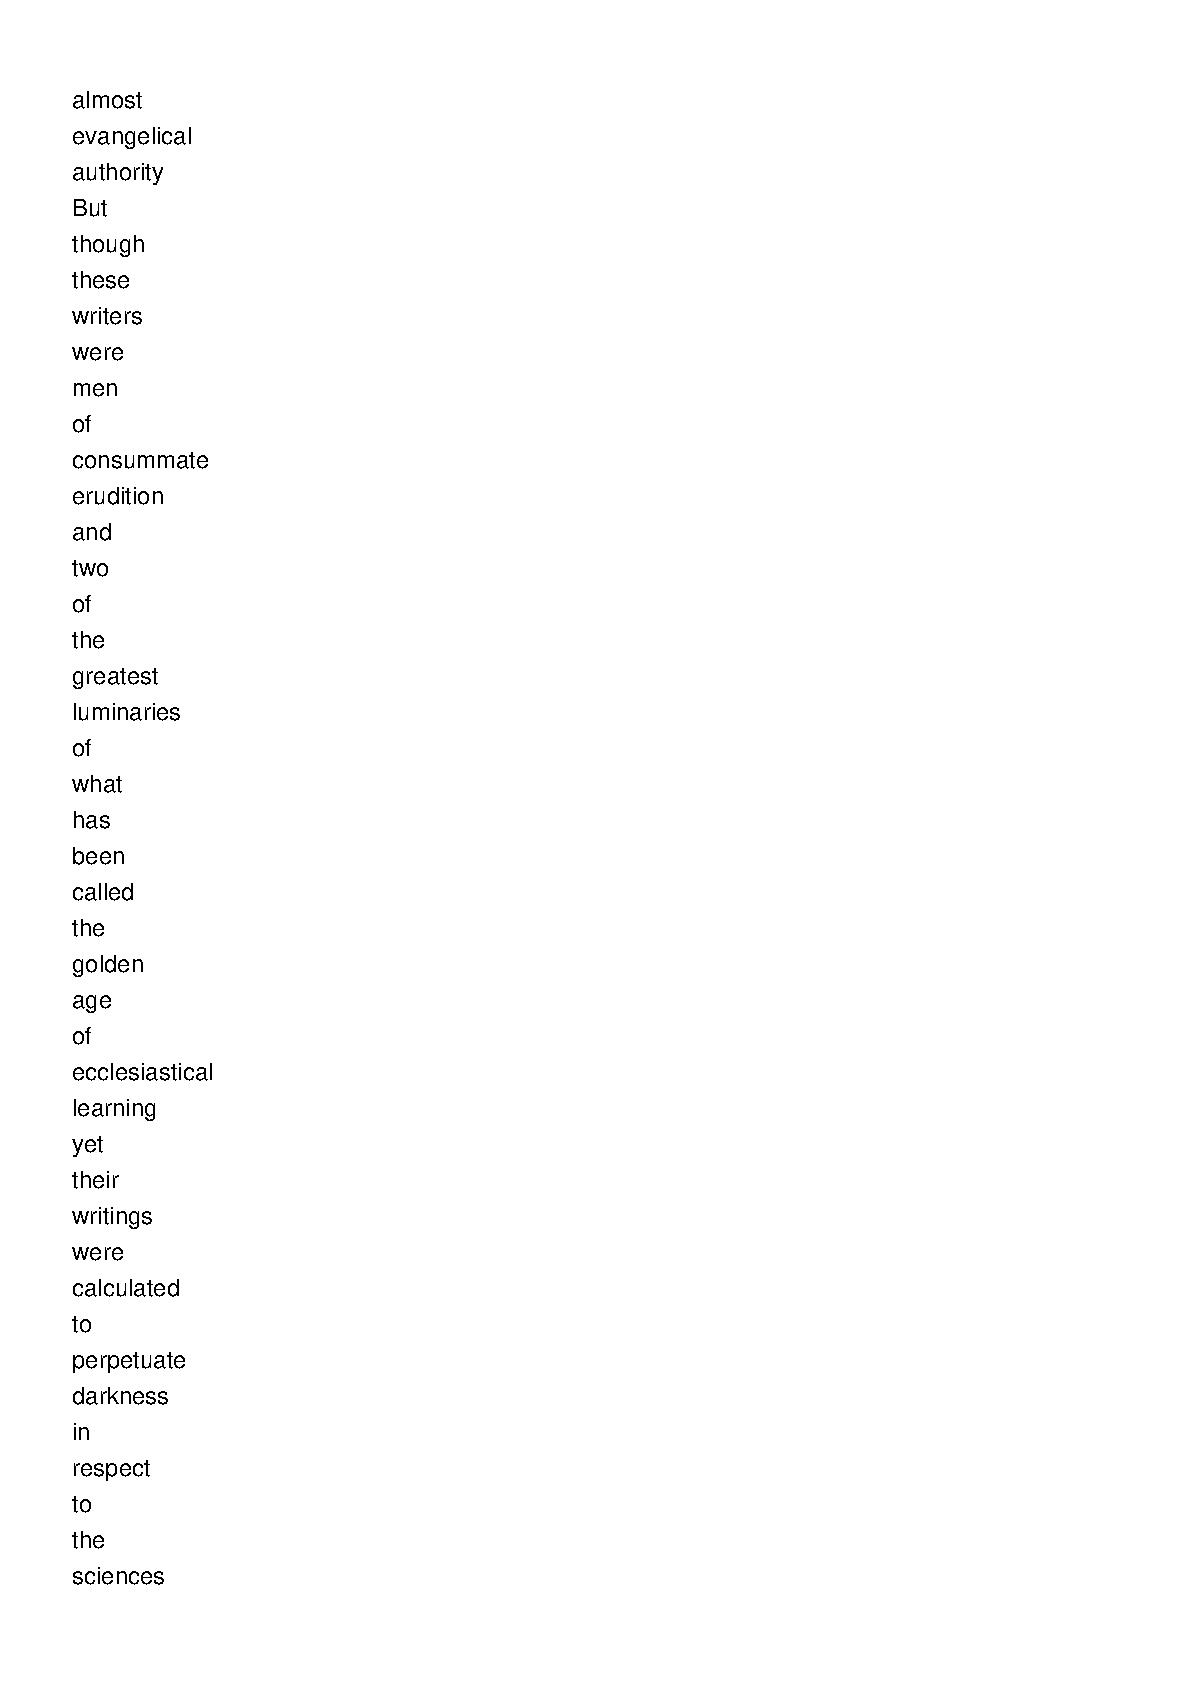 almost
evangelical
authority
But
though
these
writers
were
men
of
consummate
erudition
and
two
of
the
greatest
luminaries
of
what
has
been
called
the
golden
age
of
ecclesiastical
learning
yet
their
writings
were
calculated
to
perpetuate
darkness
in
respect
to
the
sciences